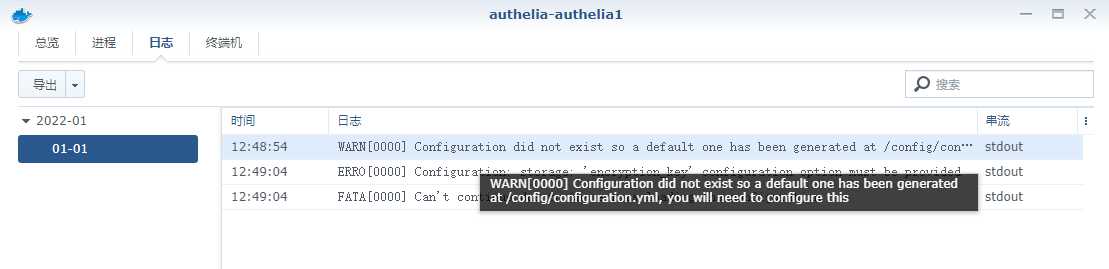 authelia-authelia1
总览 进程 日志 终端机
导出 搜索
2022-01
01-01
时间 日志 串流
12:48:54 WARN[0000] Configuration did not exist so a default one has been generated at /config/con… stdout
12:49:04 ERRO[0000] Configuration: storage: 'encryption_key' configuration option must be provided stdout
12:49:04 FATA[0000] Can't stdout
WARN[0000] Configuration did not exist so a default one has been generated
at /config/configuration.yml, you will need to configure this